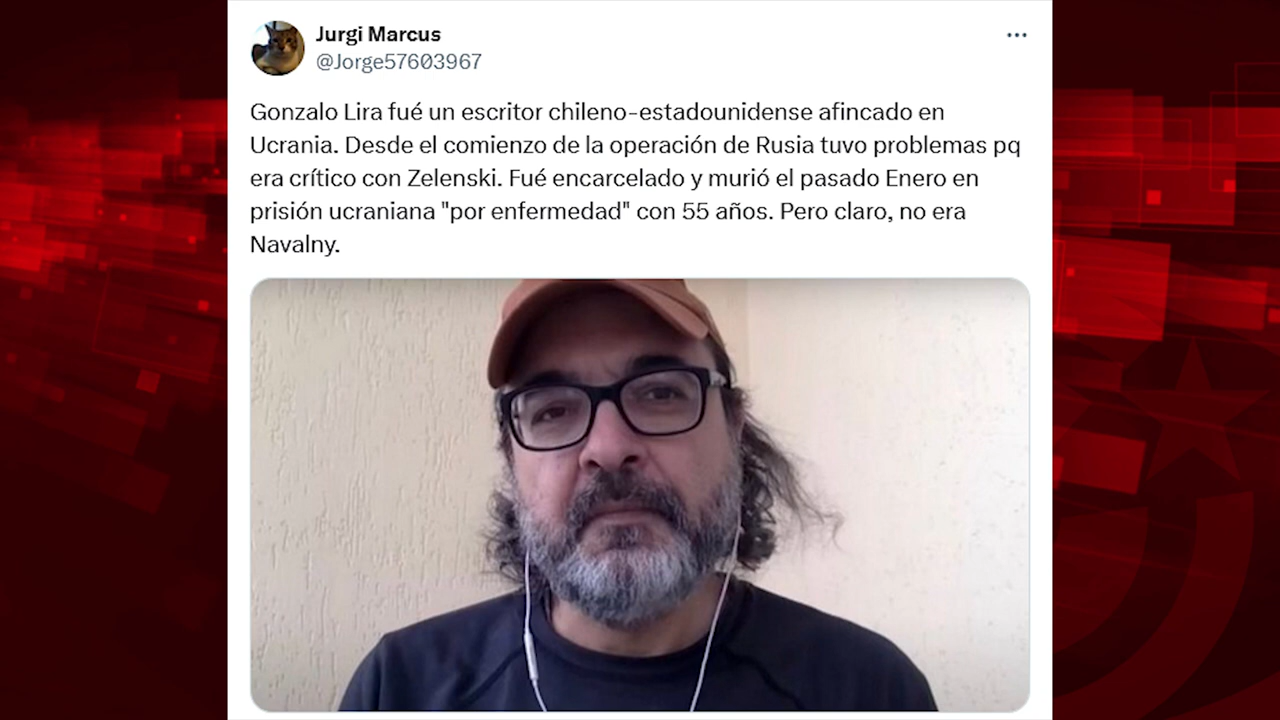 Jurgi Marcus
@Jorge57603967
Gonzalo Lira fué un escritor chileno-estadounidense afincado en
Ucrania. Desde el comienzo de la operación de Rusia tuvo problemas pq
era crítico con Zelenski. Fué encarcelado y murió el pasado Enero en
prisión ucraniana "por enfermedad" con 55 años. Pero claro, no era
Navalny.